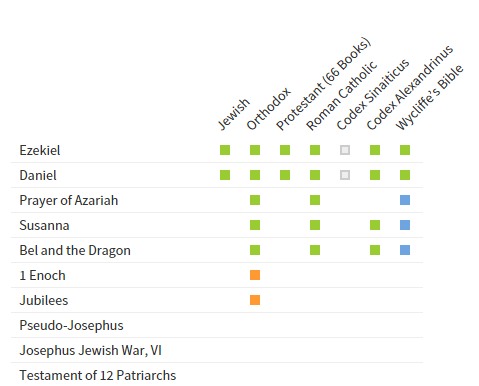 Jewish
Orthodox
Protestant (66 Books)
Roman Catholic
Codex Sinaiticus
Codex Alexandrinus
Wycliffe's Bible
Ezekiel
Daniel
Prayer of Azariah
Susanna
Bel and the Dragon
1 Enoch
Jubilees
Pseudo-Josephus
Josephus Jewish War, VI
Testament of 12 Patriarchs